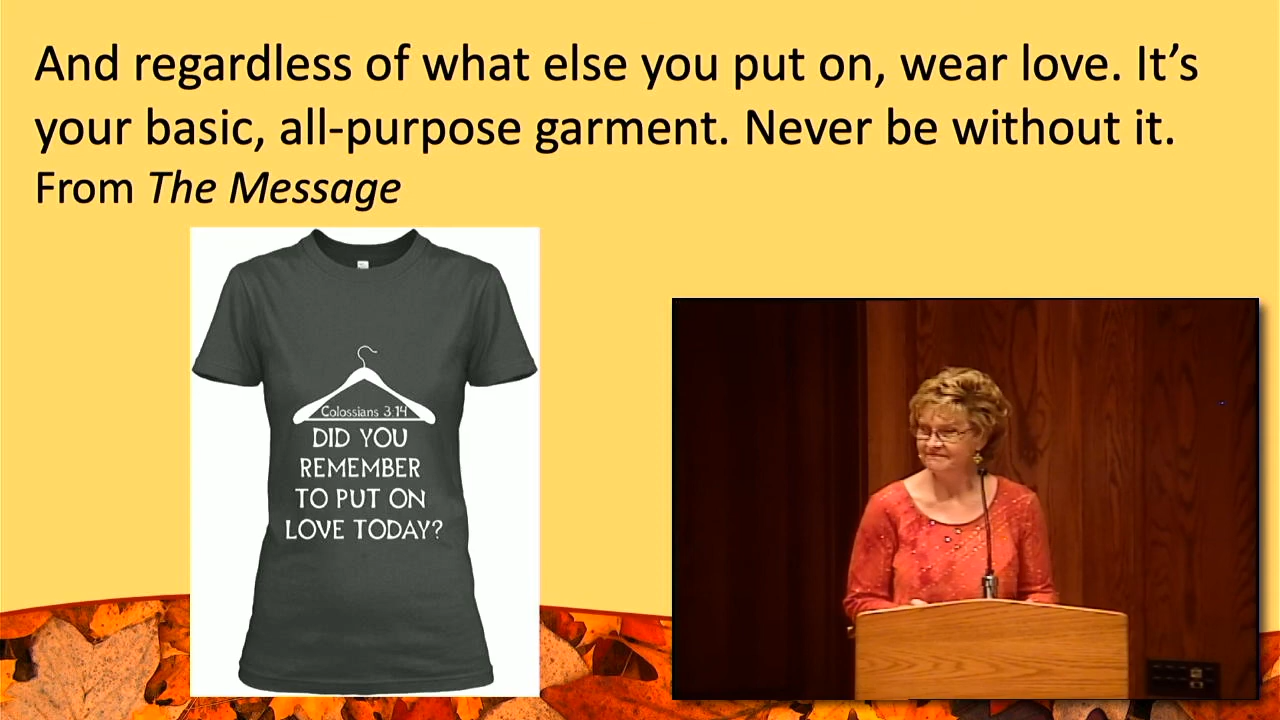 And regardless of what else you put on, wear love. It’s
your basic, all-purpose garment. Never be without it.
From The Message
Colossians 3:14
DID YOU
REMEMBER
TO PUT ON
LOVE TODAY?